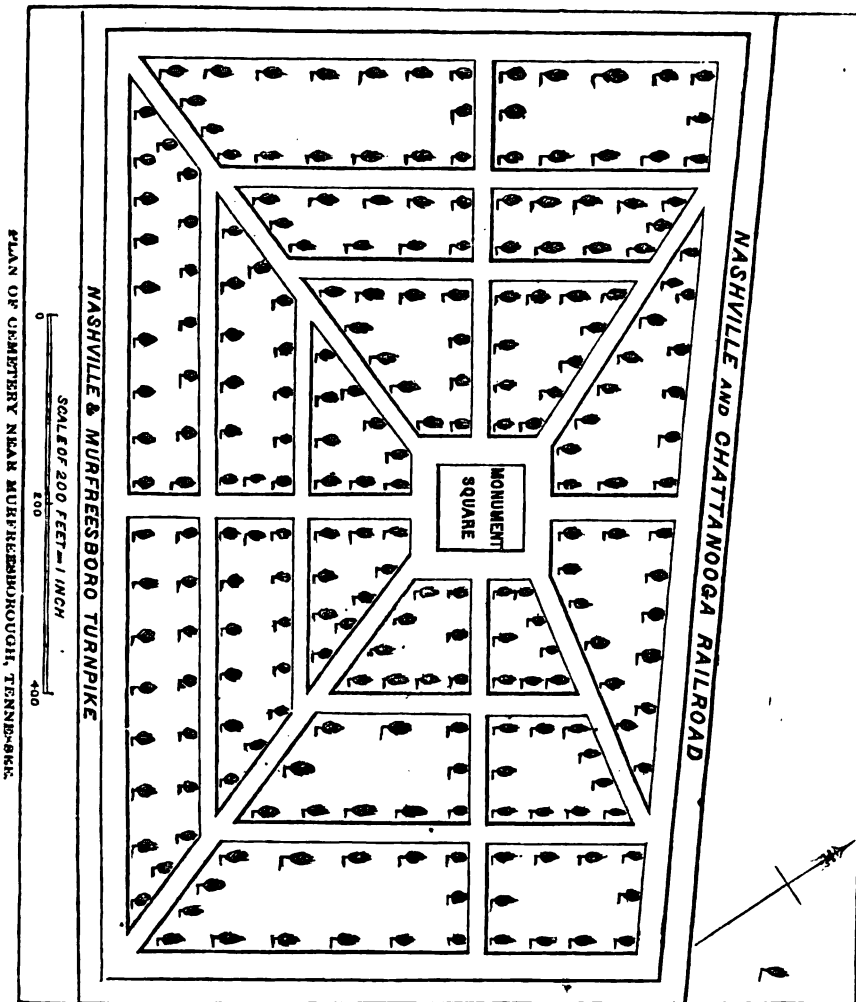 NASHVILLE AND CHATTANOOGA RAILROAD
MONUMENT
SQUARE
NASHVILLE & MURFREESBORO TURNPIKE
SCALE OF 200 FEET = 1 INCH
0 200 400
PLAN OF CEMETERY NEAR MURFREESBOROUGH, TENNESSEE.